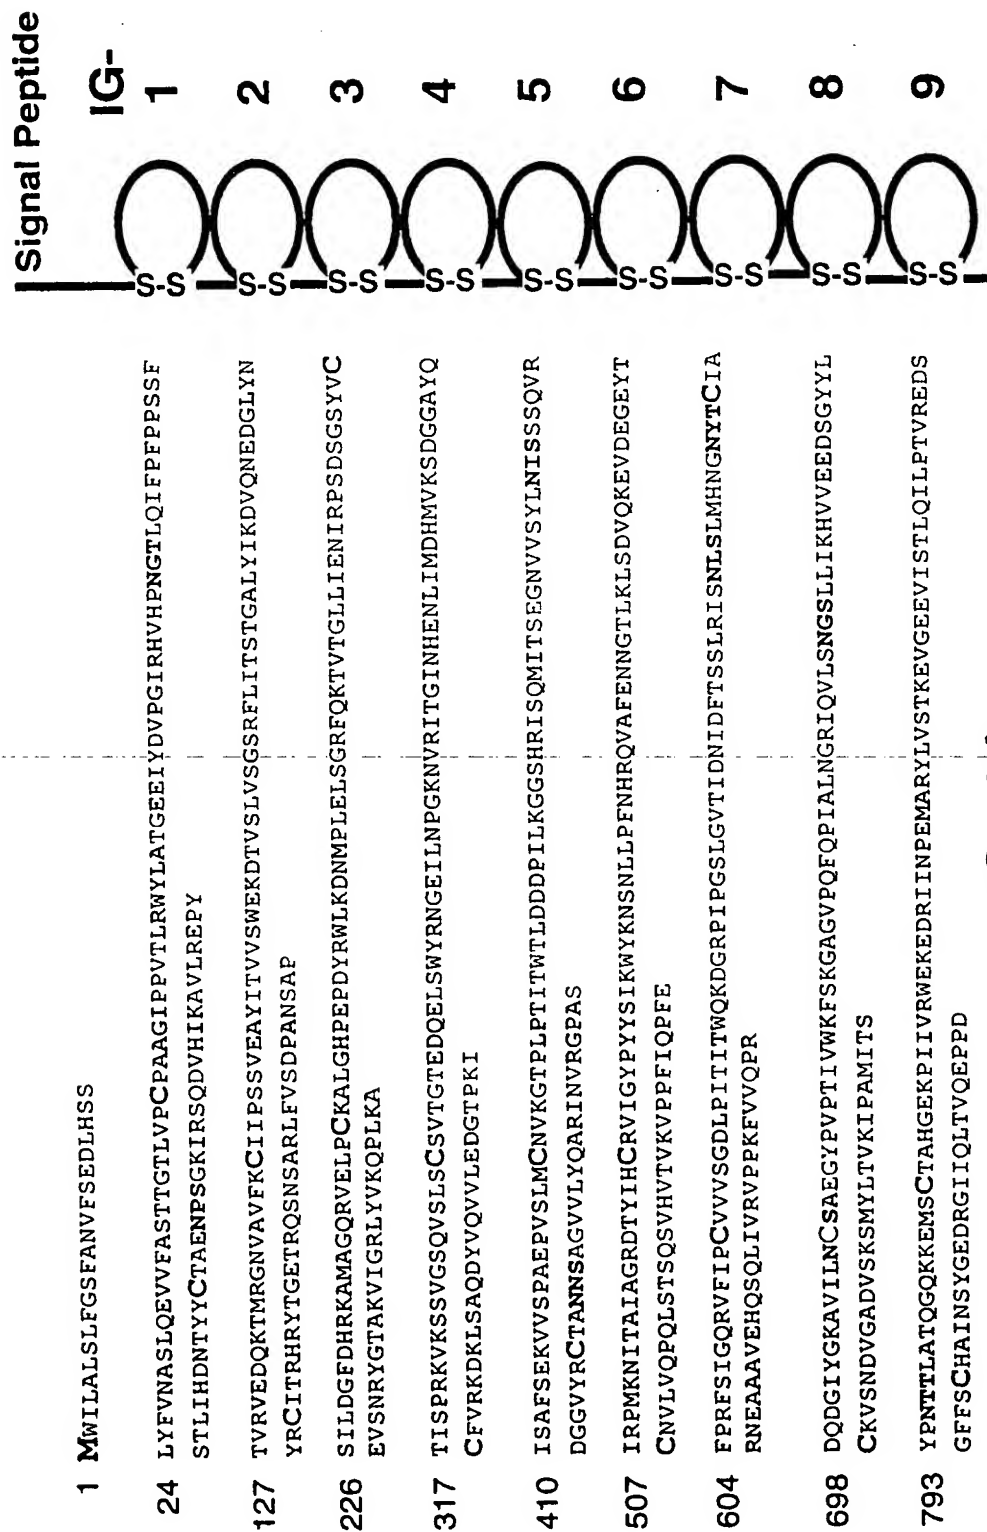 Signal Peptide
IG-
1 MWILALSLFGSFANVFSEDLHSS
24 LYFVNASLQEVVFASTTGTLVPCPAAGIPPVTLRWYLATGEEIYDVPGIRHVHPNGTLQIFPFPPSSF
STLIHDNTYYCTAENPSGKIRSQDVHIKAVLREPY
S-S 1
127 TVRVEDQKTMRGNVAVFKCIIPSSVEAYITVVSWEKDTVSLVSGSRFLITSTGALYIKDVQNEDGLYN
YRCITRHRYTGETRQSNSARLFVSDPANSAP
S-S 2
226 SILDGFDHRKAMAGQRVELPCKALGHPEPDYRWLKDNMPLELSGRFQKTVTGLLIENIRPSDSGSYVC
EVSNRYGTAKVIGRLYVKQPLKA
S-S 3
317 TISPRKVKSSVGSQVSLSCSVTGTEDQELSWYRNGEILNPGKNVRITGINHENLIMDHMVKSDGGAYQ
CFVRKDKLSAQDYVQVVLEDGTPKI
S-S 4
410 ISAFSEKVVSPAEPVSLMCNVKGTPLPTITWTLDDDPILKGGSHRISQMITSEGNVVSYLNISSSQVR
DGGVYRCTANNSAGVVLYQARINVRGPAS
S-S 5
507 IRPMKNITAIAGRDTYIHCRVIGYPYYSIKWYKNSNLLPFNHRQVAFENNGTLKLSDVQKEVDEGEYT
CNVLVQPQLSTSQSVHVTVKVPPFIQPFE
S-S 6
604 FPRFSIGQRVFIPCVVVSGDLPITITWQKDGRPIPGSLGVTIDNIDFTSSLRISNLSLMHNGNYTCIA
RNEAAAVEHQSQLIVRVPPKFVVQPR
S-S 7
698 DQDGIYGKAVILNCSAEGYPVPTIVWKFSKGAGVPQFQPIALNGRIQVLSNGSLLIKHVVEEDSGYYL
CKVSNDVGADVSKSMYLTVKIPAMITS
S-S 8
793 YPNTTLATQGQKKEMSCTAHGEKPIIVRWEKEDRIINPEMARYLVSTKEVGEEVISTLQILPTVREDS
GFFSCHAINSYGEDRGIIQLTVQEPPD
S-S 9